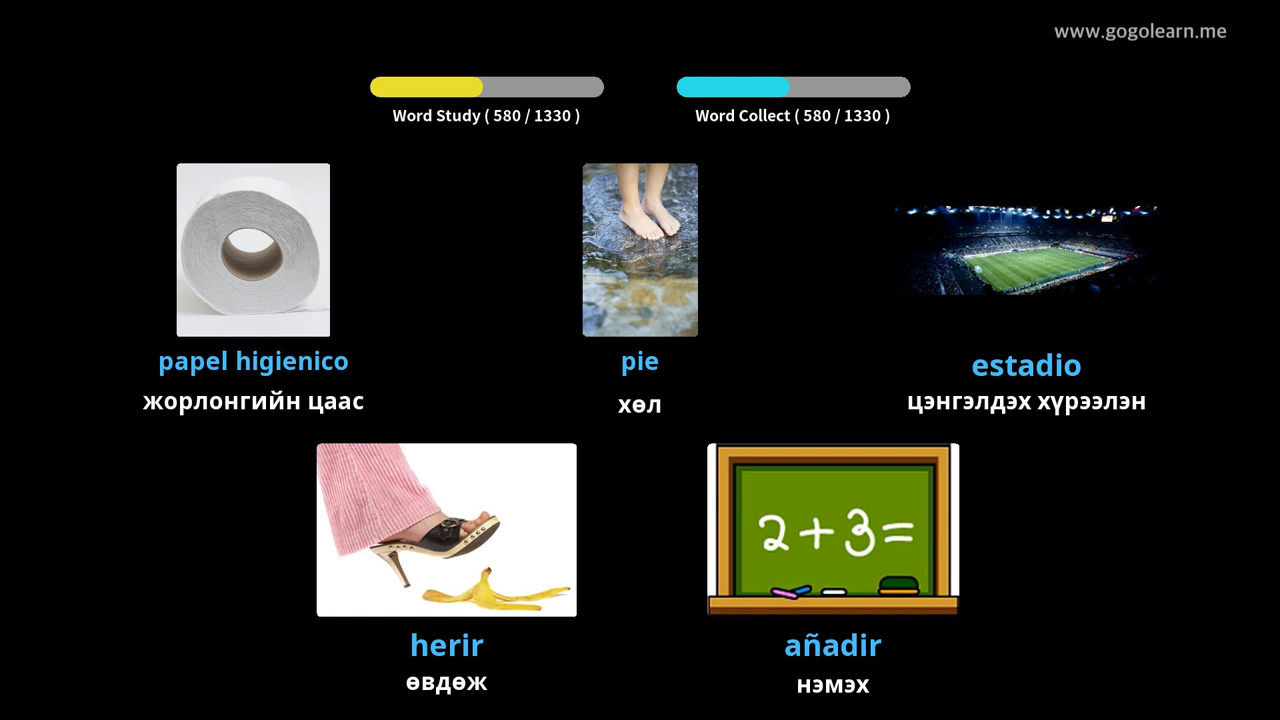 www.gogolearn.me
Word Study ( 580 / 1330 )
Word Collect ( 580 / 1330 )
papel higienico
жорлонгийн цаас
pie
хөл
estadio
цэнгэлдэх хүрээлэн
2+3=
herir
өвдөж
añadir
нэмэх